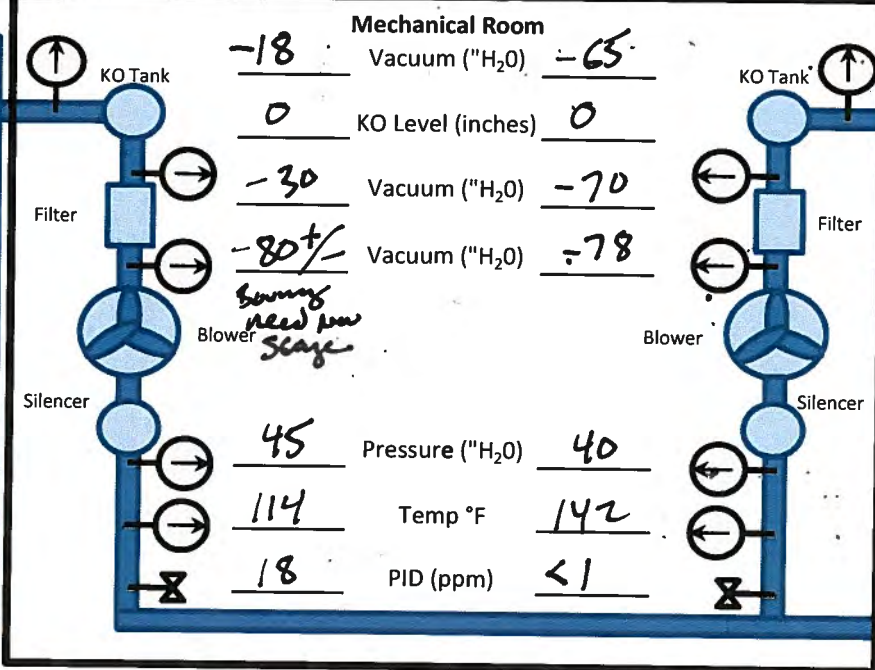 Mechanical Room
KO Tank -18 Vacuum ("H₂O) -65 KO Tank
0 KO Level (inches) 0
-30 Vacuum ("H₂O) -70
Filter Filter
-80+/- Vacuum ("H₂O) -78
need new
Blower Blower
Silencer Silencer
45 Pressure ("H₂O) 40
114 Temp °F 142
18 PID (ppm) <1